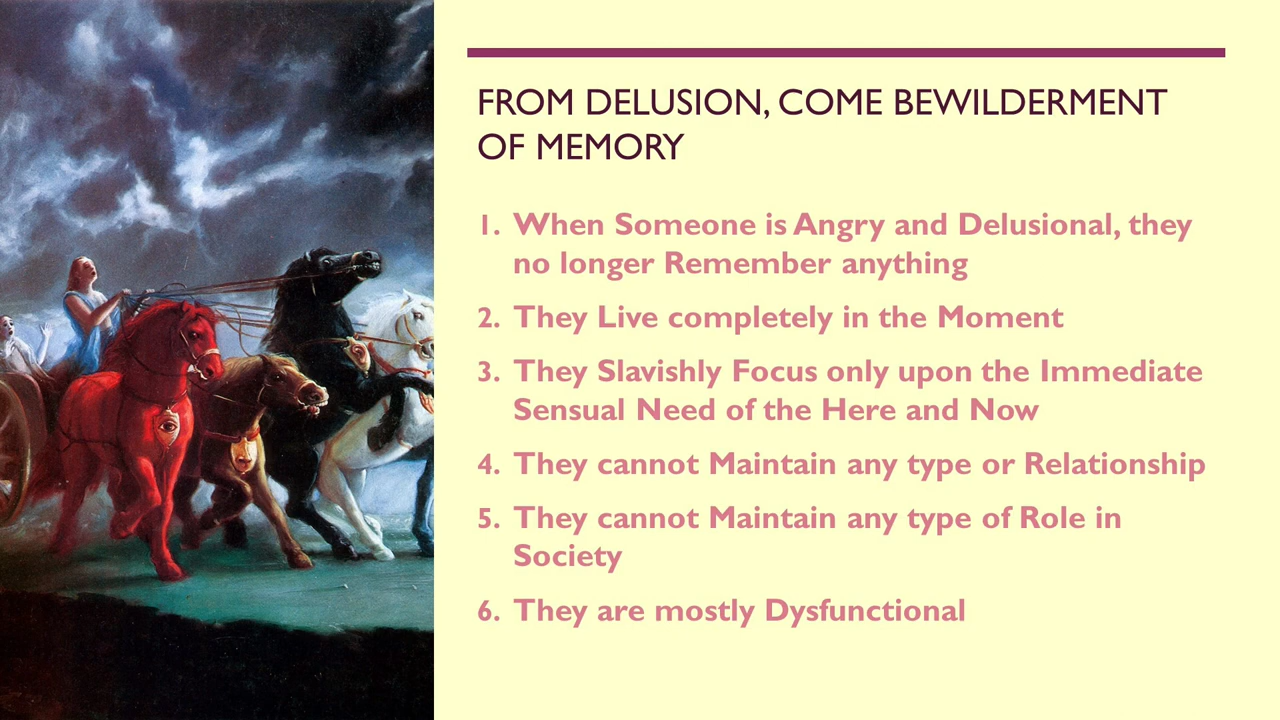 FROM DELUSION, COME BEWILDERMENT
OF MEMORY
1. When Someone is Angry and Delusional, they
no longer Remember anything
2. They Live completely in the Moment
3. They Slavishly Focus only upon the Immediate
Sensual Need of the Here and Now
4. They cannot Maintain any type or Relationship
5. They cannot Maintain any type of Role in
Society
6. They are mostly Dysfunctional